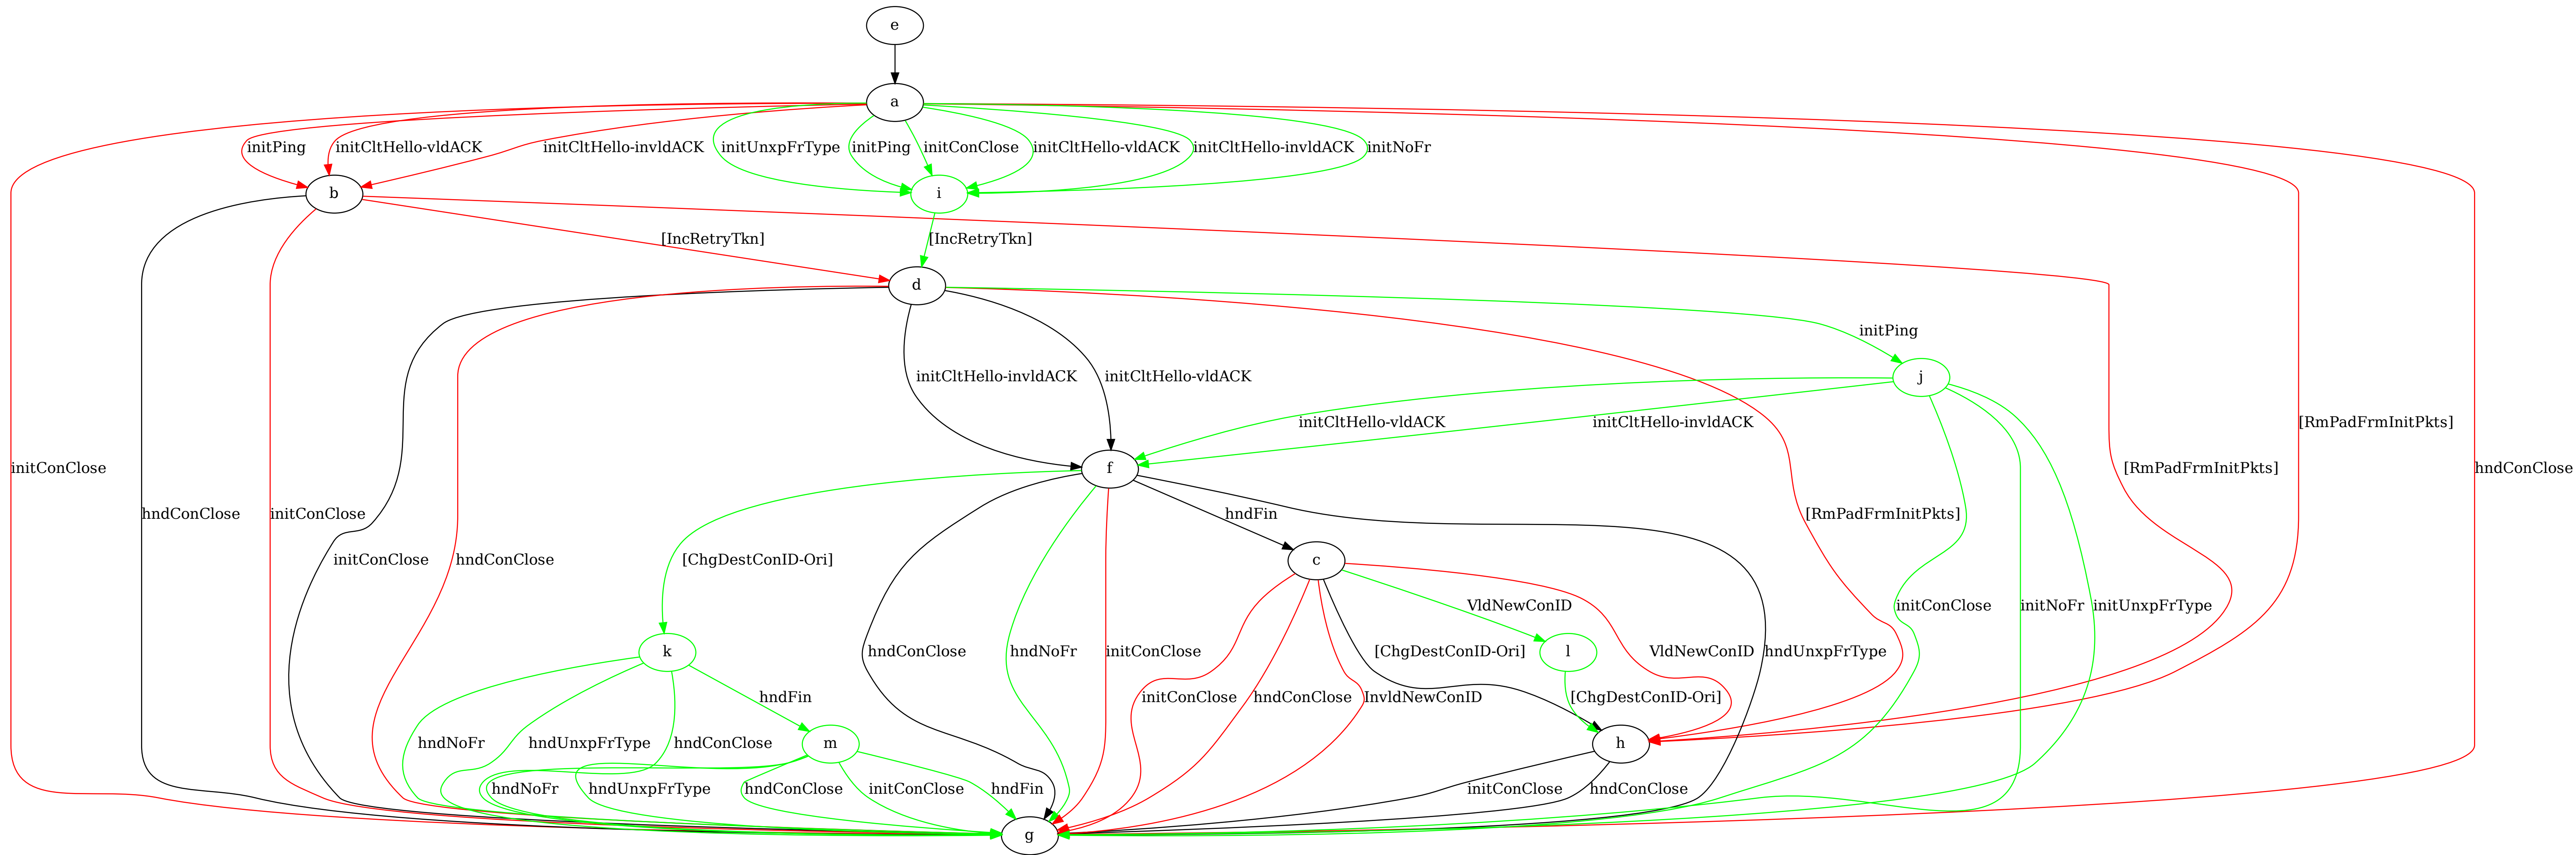 e
a
initPing
initCltHello-vldACK
initCltHello-invldACK
initUnxpFrType
initPing
initConClose
initCltHello-vldACK
initCltHello-invldACK
initNoFr
b
i
[IncRetryTkn]
[IncRetryTkn]
d
initPing
initCltHello-invldACK
initCltHello-vldACK
j
initCltHello-vldACK
initCltHello-invldACK
[RmPadFrmInitPkts]
initConClose
f
[RmPadFrmInitPkts]
hndConClose
hndConClose
initConClose
hndFin
[RmPadFrmInitPkts]
initConClose
hndConClose
[ChgDestConID-Ori]
c
VldNewConID
initConClose
initNoFr
initUnxpFrType
k
hndConClose
hndNoFr
initConClose
[ChgDestConID-Ori]
l
VldNewConID
hndUnxpFrType
hndFin
initConClose
hndConClose
InvldNewConID
[ChgDestConID-Ori]
hndNoFr
hndUnxpFrType
hndConClose
m
h
hndNoFr
hndUnxpFrType
hndConClose
initConClose
hndFin
initConClose
hndConClose
g